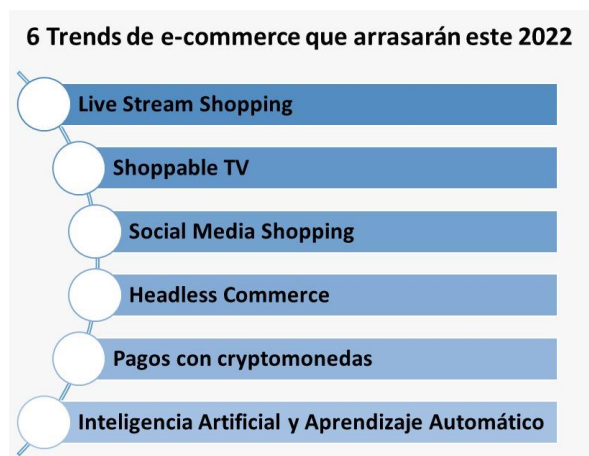 6 Trends de e-commerce que arrasarán este 2022
Live Stream Shopping
Shoppable TV
Social Media Shopping
Headless Commerce
Pagos con cryptomonedas
Inteligencia Artificial y Aprendizaje Automático